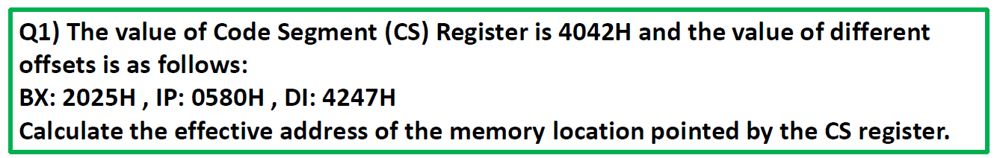 Q1) The value of Code Segment (CS) Register is 4042H and the value of different
offsets is as follows:
BX: 2025H , IP: 0580H , DI: 4247H
Calculate the effective address of the memory location pointed by the CS register.